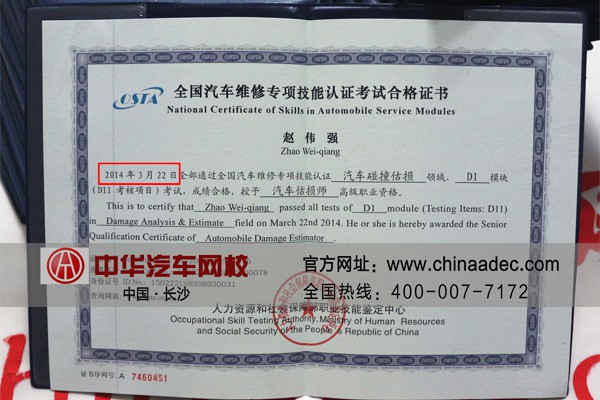 OSTA
全国汽车维修专项技能认证考试合格证书
National Certificate of Skills in Automobile Service Modules
赵伟强
Zhao Wei-qiang
2014 年 3 月 22 日全部通过全国汽车维修专项技能认证 汽车碰撞估损 领域, D1 模块
(D11 考核项目) 考试, 成绩合格, 授予 汽车估损师 高级职业资格。
This is to certify that Zhao Wei-qiang passed all tests of D1 module (Testing Items: D11)
in Damage Analysis & Estimate field on March 22nd 2014. He or she is hereby awarded the Senior
Qualification Certificate of Automobile Damage Estimator.
中华汽车网校
中国·长沙
官方网址: www.chinaadec.com
全国热线: 400-007-7172
0078
身份证号 ID No.:
人力资源和社会保障部职业技能鉴定中心
Occupational Skill Testing Authority, Ministry of Human Resources
and Social Security of the People's Republic of China
证书序列号: A 7460451